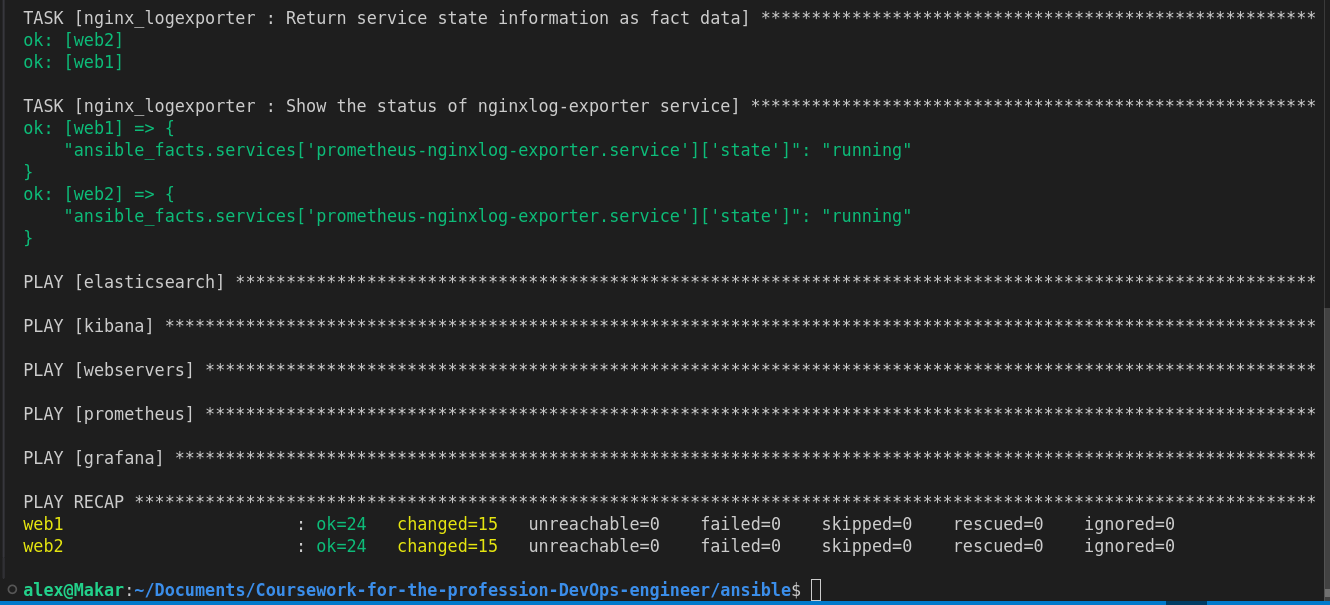 TASK [nginx_logexporter : Return service state information as fact data] *******************************************************
ok: [web2]
ok: [web1]
TASK [nginx_logexporter : Show the status of nginxlog-exporter service] ********************************************************
ok: [web1] => {
    "ansible_facts.services['prometheus-nginxlog-exporter.service']['state']": "running"
}
ok: [web2] => {
    "ansible_facts.services['prometheus-nginxlog-exporter.service']['state']": "running"
}
PLAY [elasticsearch] ***********************************************************************************************************
PLAY [kibana] ******************************************************************************************************************
PLAY [webservers] **************************************************************************************************************
PLAY [prometheus] **************************************************************************************************************
PLAY [grafana] *****************************************************************************************************************
PLAY RECAP *********************************************************************************************************************
web1                       : ok=24   changed=15   unreachable=0    failed=0    skipped=0    rescued=0    ignored=0
web2                       : ok=24   changed=15   unreachable=0    failed=0    skipped=0    rescued=0    ignored=0
alex@Makar:~/Documents/Coursework-for-the-profession-DevOps-engineer/ansible$